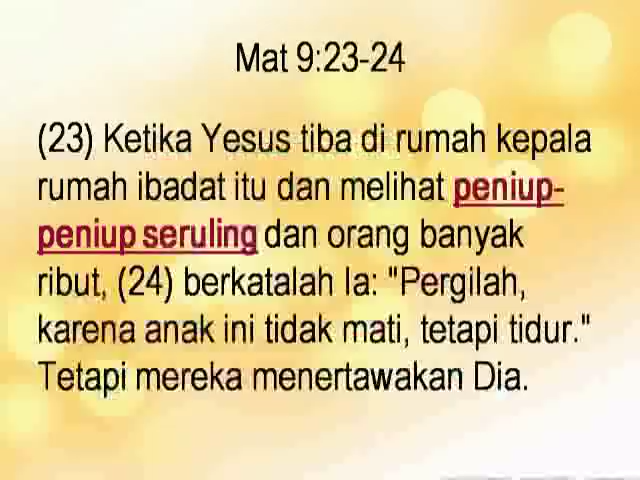 Mat 9:23-24
(23) Ketika Yesus tiba di rumah kepala
rumah ibadat itu dan melihat peniup-
peniup seruling dan orang banyak
ribut, (24) berkatalah Ia: "Pergilah,
karena anak ini tidak mati, tetapi tidur."
Tetapi mereka menertawakan Dia.